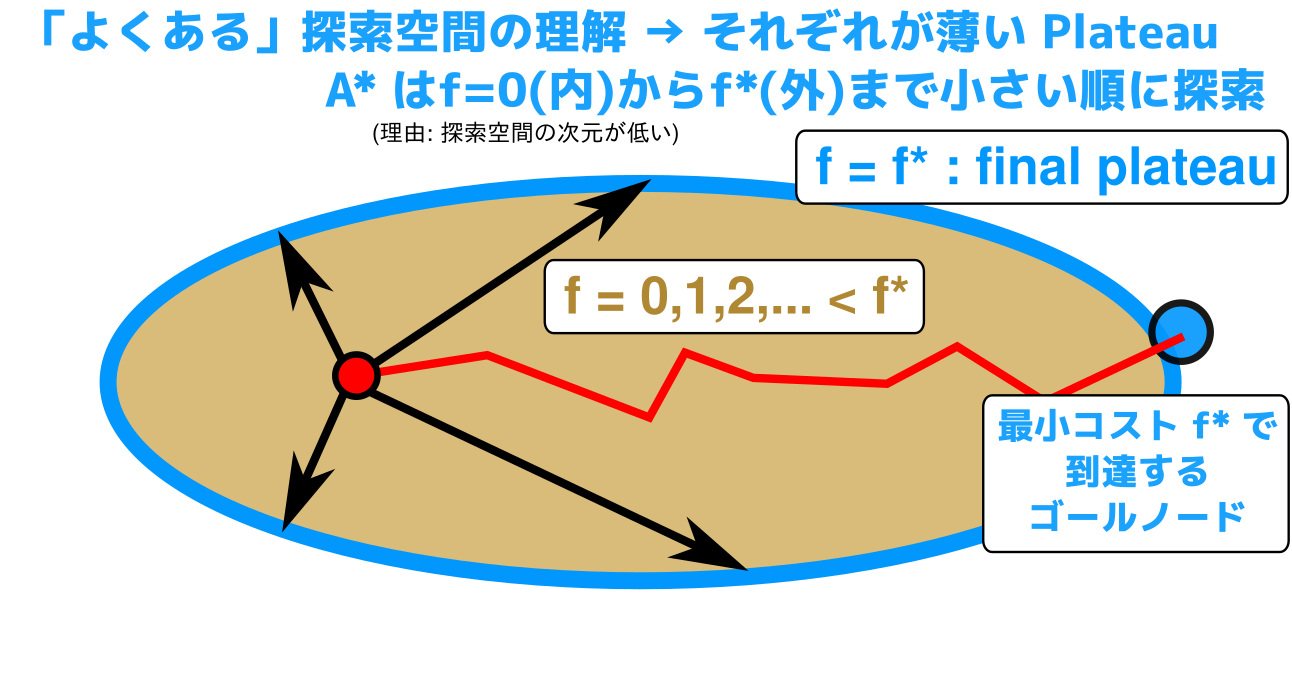 「よくある」探索空間の理解 → それぞれが薄い Plateau
A* はf=0(内)からf*(外)まで小さい順に探索
(理由: 探索空間の次元が低い)
f = f* : final plateau
f = 0,1,2,... < f*
最小コスト f* で
到達する
ゴールノード